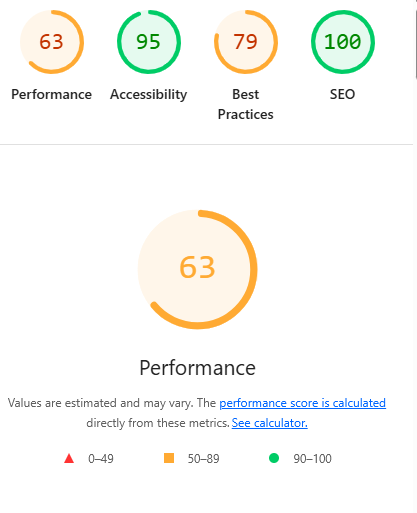 63 95 79 100
Performance Accessibility Best Practices SEO
63
Performance
Values are estimated and may vary. The performance score is calculated
directly from these metrics. See calculator.
0–49 50–89 90–100